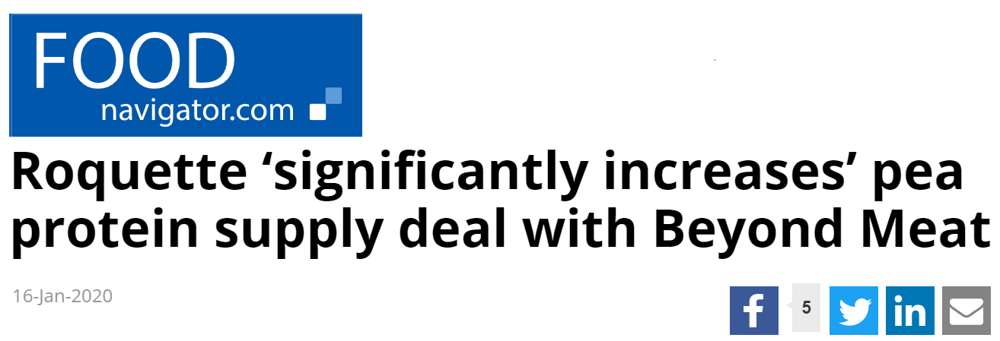 FOOD
navigator.com
Roquette ‘significantly increases’ pea
protein supply deal with Beyond Meat
16-Jan-2020
5